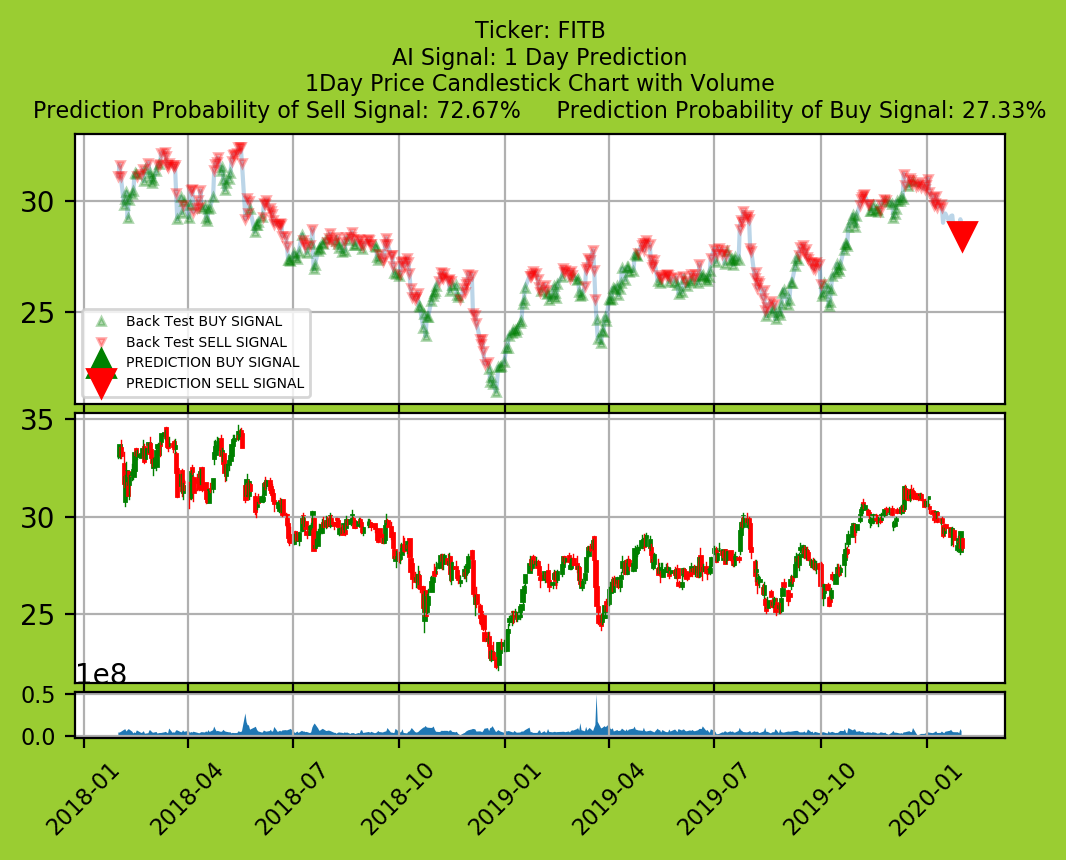 Ticker: FITB
AI Signal: 1 Day Prediction
1Day Price Candlestick Chart with Volume
Prediction Probability of Sell Signal: 72.67% Prediction Probability of Buy Signal: 27.33%
30
25
Back Test BUY SIGNAL
Back Test SELL SIGNAL
PREDICTION BUY SIGNAL
PREDICTION SELL SIGNAL
35
30
25
1e8
0.5
0.0
2018-01 2018-04 2018-07 2018-10 2019-01 2019-04 2019-07 2019-10 2020-01